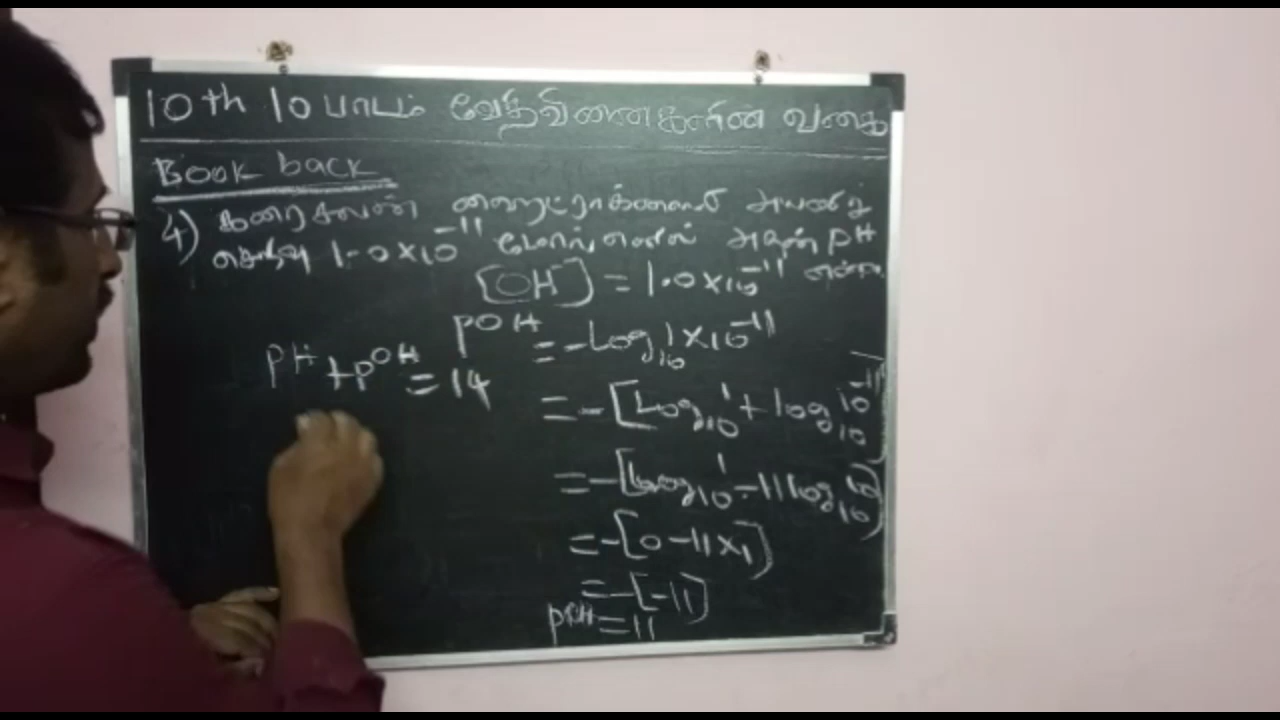 10th 10 பாடம் வேதிவினைகளின் வகை
Book back
4) கரைசலின் ஹைட்ராக்ஸைடு அயனிச்
செறிவு 1.0×10⁻¹¹ மோல் எனில் அதன் pH
[OH⁻] = 1.0×10⁻¹¹ என்ன
pOH = -Log₁₀ 1×10⁻¹¹
pH + pOH = 14
= -[Log₁₀ 1 + log₁₀ 10⁻¹¹]
= -[Log₁₀ 1 - 11 log₁₀ 10]
= -[0 - 11×1]
= -[-11]
pOH = 11